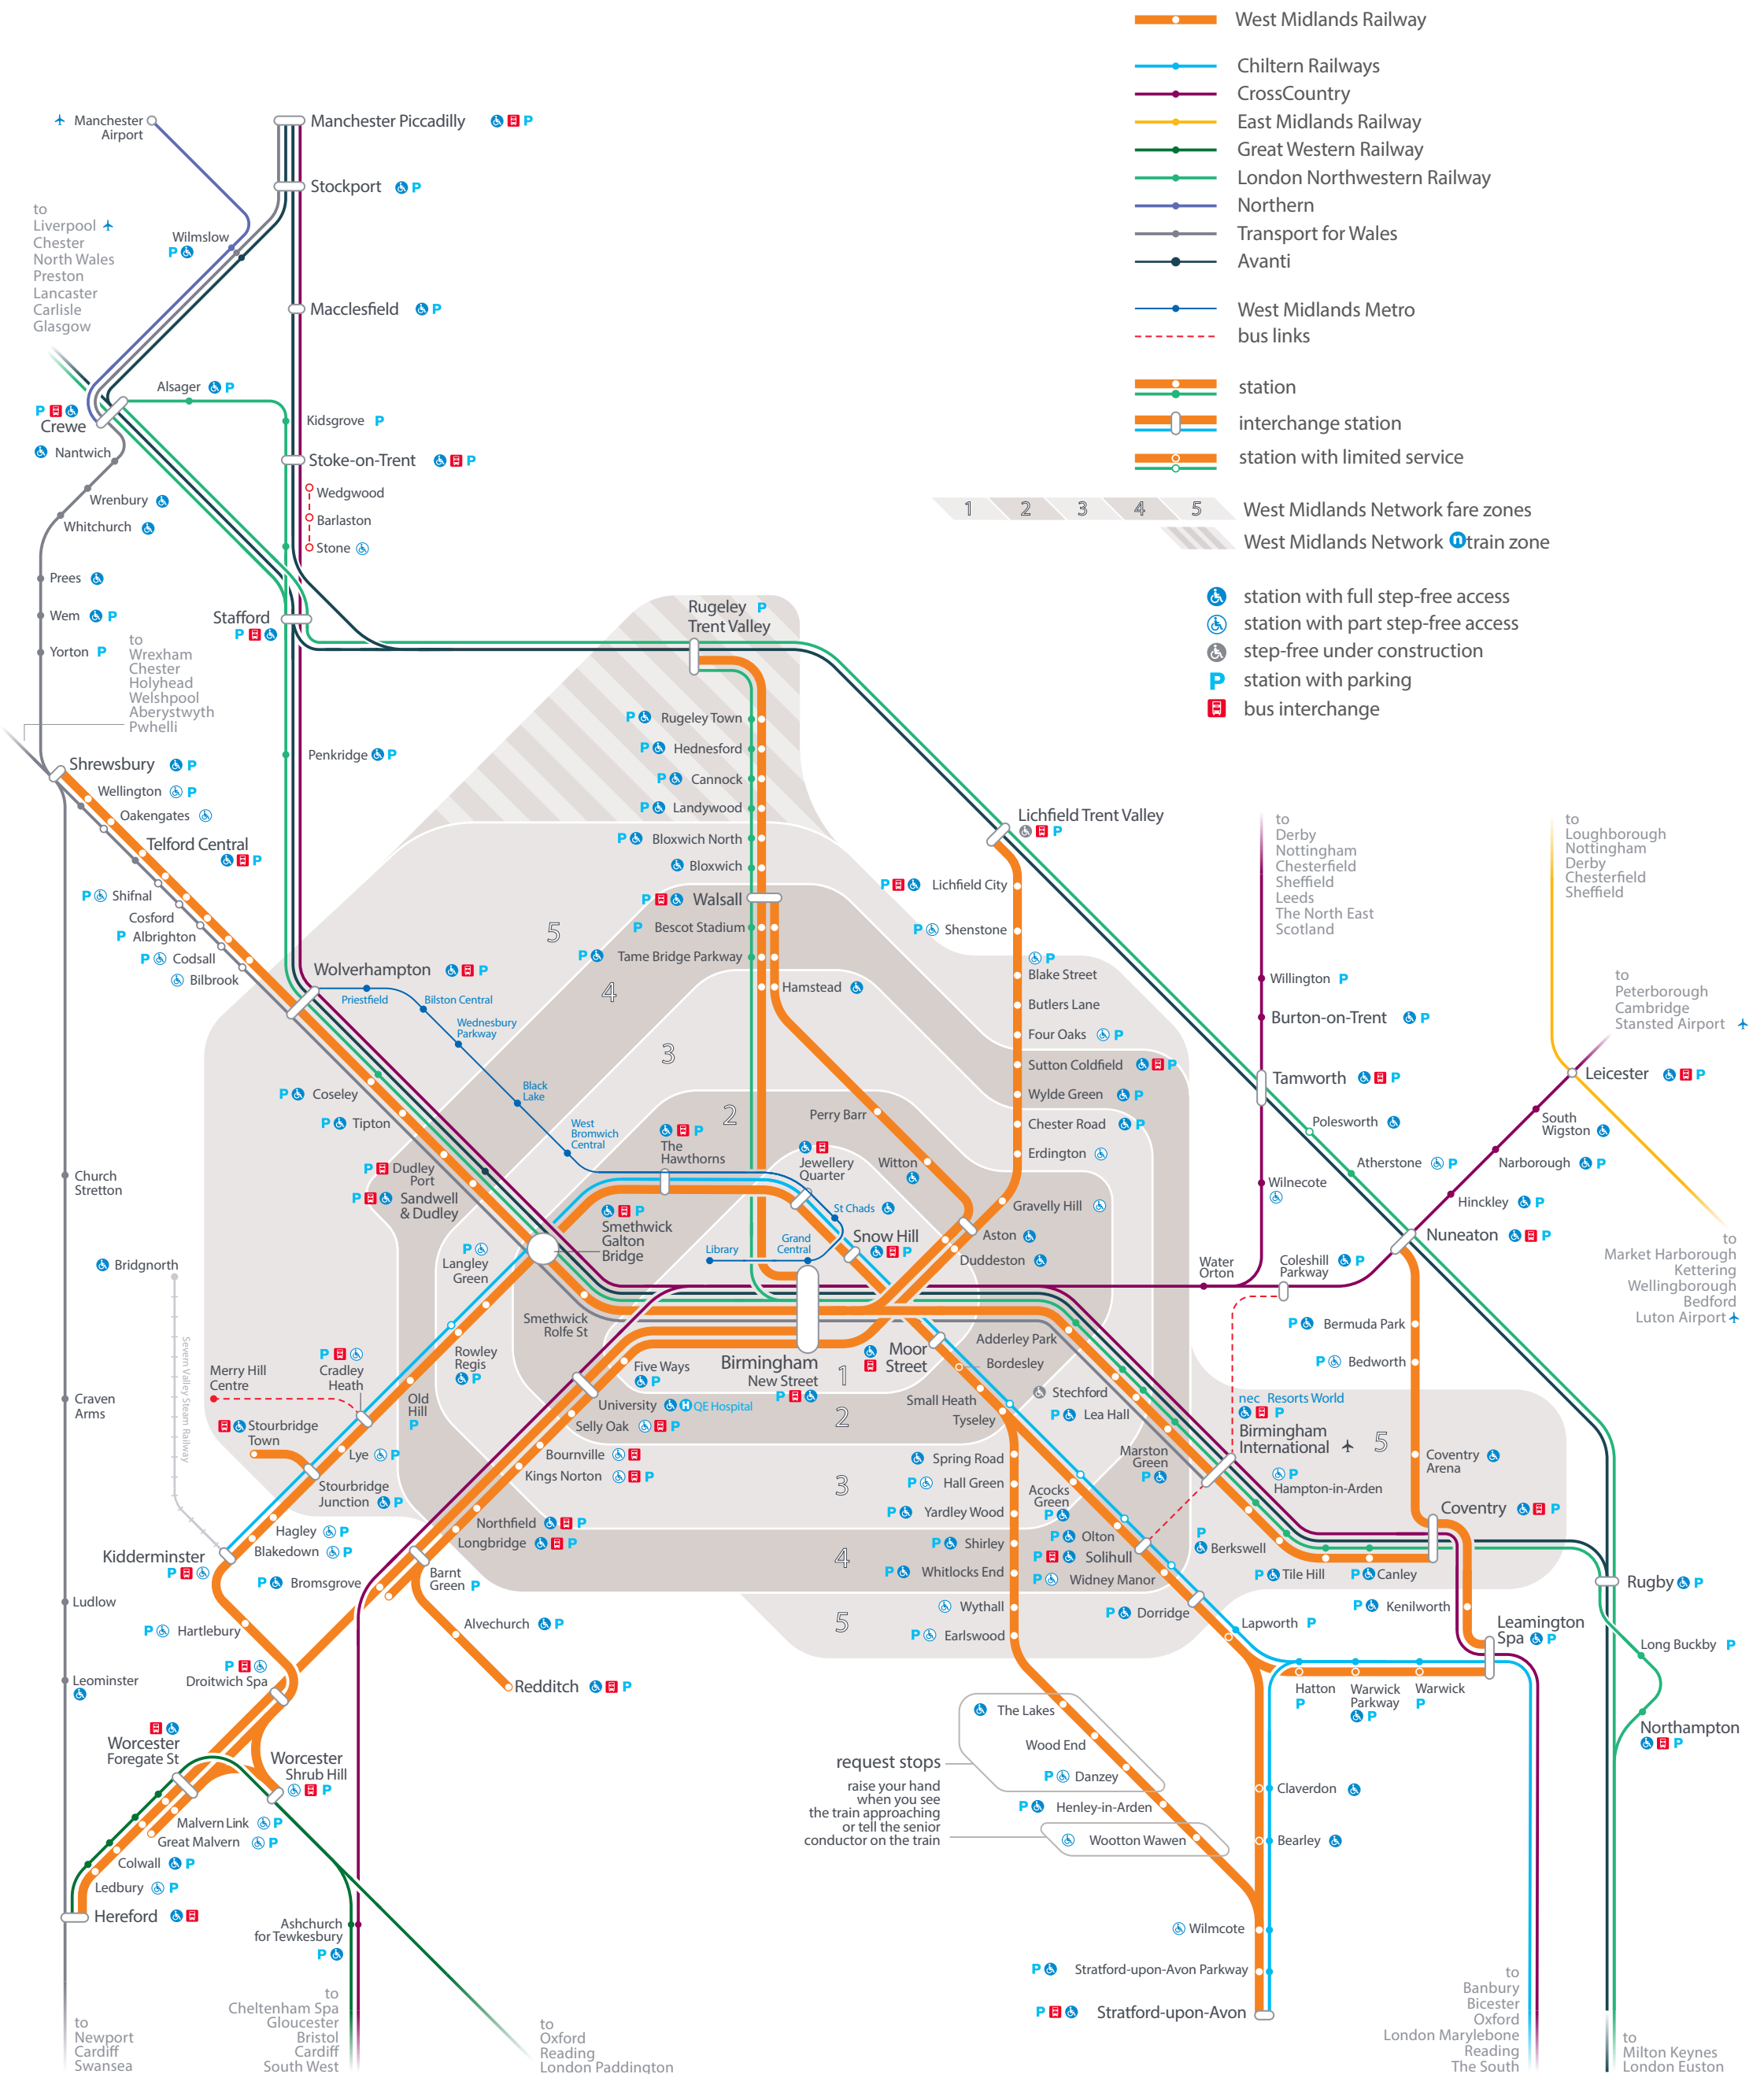 West Midlands Railway
Chiltern Railways
CrossCountry
East Midlands Railway
Great Western Railway
London Northwestern Railway
Northern
Transport for Wales
Avanti
West Midlands Metro
bus links
station
interchange station
station with limited service
1 2 3 4 5
West Midlands Network fare zones
West Midlands Network n train zone
station with full step-free access
station with part step-free access
step-free under construction
P station with parking
bus interchange
Manchester
Airport
Manchester Piccadilly P
Stockport P
to
Liverpool
Chester
North Wales
Preston
Lancaster
Carlisle
Glasgow
Wilmslow
P
Macclesfield P
Alsager P
P
Crewe
Kidsgrove P
Nantwich
Stoke-on-Trent P
Wrenbury
Wedgwood
Whitchurch
Barlaston
Stone
Prees
Wem P
Stafford
P
Yorton P
to
Wrexham
Chester
Holyhead
Welshpool
Aberystwyth
Pwhelli
Penkridge P
Shrewsbury P
Wellington P
Oakengates
Telford Central
P
P Shifnal
Cosford
P Albrighton
P Codsall
Bilbrook
Rugeley P
Trent Valley
P Rugeley Town
P Hednesford
P Cannock
P Landywood
P Bloxwich North
Bloxwich
P Walsall
P Bescot Stadium
P Tame Bridge Parkway
Hamstead
5
4
3
2
Lichfield Trent Valley
P
P Lichfield City
P Shenstone
P
Blake Street
Butlers Lane
Four Oaks P
Sutton Coldfield P
Wylde Green P
Chester Road P
Erdington
Gravelly Hill
Aston
Duddeston
Perry Barr
Witton
to
Derby
Nottingham
Chesterfield
Sheffield
Leeds
The North East
Scotland
Willington P
Burton-on-Trent P
Tamworth P
Polesworth
Atherstone P
Wilnecote
to
Loughborough
Nottingham
Derby
Chesterfield
Sheffield
to
Peterborough
Cambridge
Stansted Airport
Leicester P
South
Wigston
Narborough P
Hinckley P
Nuneaton P
to
Market Harborough
Kettering
Wellingborough
Bedford
Luton Airport
Water
Orton
Coleshill P
Parkway
Wolverhampton P
Priestfield
Bilston Central
Wednesbury
Parkway
Black
Lake
West
Bromwich
Central
P Coseley
P Tipton
P Dudley
Port
P Sandwell
& Dudley
P
The
Hawthorns
Jewellery
Quarter
P
Smethwick
Galton
Bridge
St Chads
Grand
Central
Library
Snow Hill
P
P
Langley
Green
Smethwick
Rolfe St
Rowley
Regis
P
Bridgnorth
Severn Valley Steam Railway
Merry Hill
Centre
P
Cradley
Heath
Old
Hill
P
Stourbridge
Town
Lye P
Stourbridge
Junction P
Hagley P
Blakedown P
Kidderminster
P
Five Ways
P
Birmingham
New Street
P
1
University H QE Hospital
Selly Oak P
Bournville
Kings Norton P
Northfield P
Longbridge P
P Bromsgrove
Barnt
Green P
Alvechurch P
Redditch P
2
3
4
5
Moor
Street
Adderley Park
Bordesley
Small Heath
Tyseley
Stechford
P Lea Hall
Marston
Green
P
Spring Road
P Hall Green
P Yardley Wood
P Shirley
P Whitlocks End
Wythall
P Earlswood
Acocks
Green
P
P Olton
P Solihull
P Widney Manor
P Dorridge
Lapworth P
nec Resorts World
P
Birmingham
International
5
P
Hampton-in-Arden
P
Berkswell
P Tile Hill
P Canley
P Bermuda Park
P Bedworth
Coventry
Arena
Coventry P
P Kenilworth
Leamington
Spa P
Rugby P
Long Buckby P
Northampton
P
Hatton
P
Warwick
Parkway
P
Warwick
P
Church
Stretton
Craven
Arms
Ludlow
Leominster
P Hartlebury
P
Droitwich Spa
Worcester
Foregate St
Worcester
Shrub Hill
P
Malvern Link P
Great Malvern P
Colwall P
Ledbury P
Hereford
Ashchurch
for Tewkesbury
P
request stops
raise your hand
when you see
the train approaching
or tell the senior
conductor on the train
The Lakes
Wood End
P Danzey
P Henley-in-Arden
Wootton Wawen
Claverdon
Bearley
Wilmcote
P Stratford-upon-Avon Parkway
P Stratford-upon-Avon
to
Newport
Cardiff
Swansea
to
Cheltenham Spa
Gloucester
Bristol
Cardiff
South West
to
Oxford
Reading
London Paddington
to
Banbury
Bicester
Oxford
London Marylebone
Reading
The South
to
Milton Keynes
London Euston